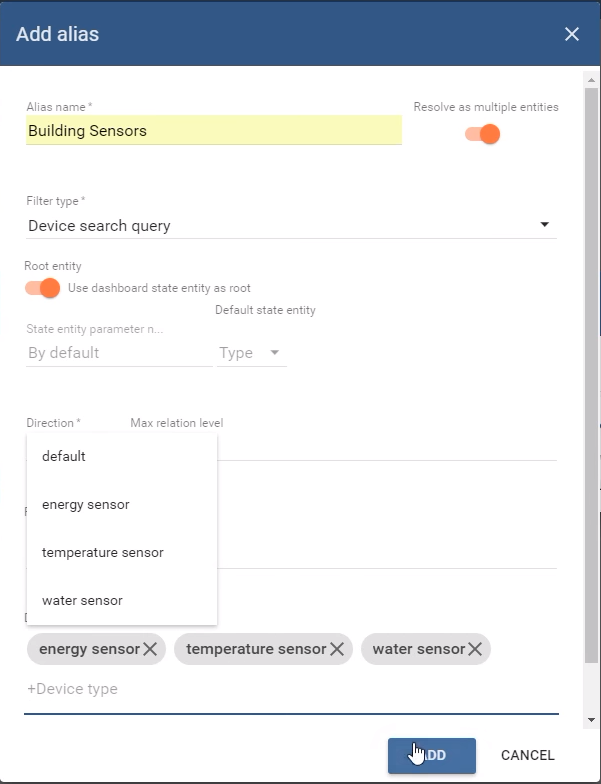 Add alias
Alias name *
Resolve as multiple entities
Building Sensors
Filter type *
Device search query
Root entity
Use dashboard state entity as root
Default state entity
State entity parameter n...
By default
Type
Direction *
Max relation level
default
energy sensor
temperature sensor
water sensor
energy sensor
temperature sensor
water sensor
+Device type
CANCEL